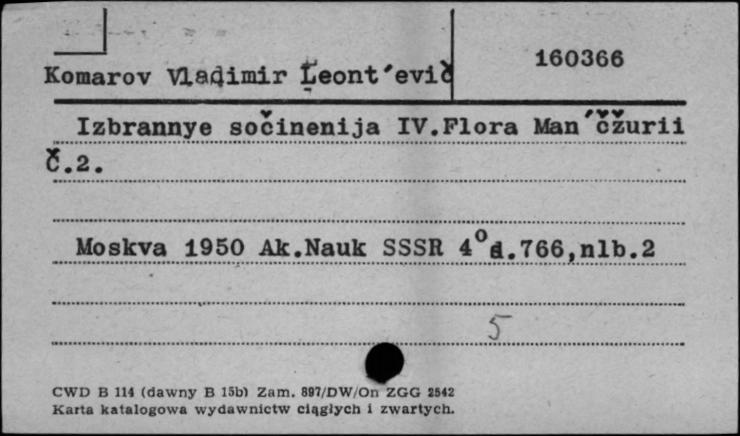 160366
Komarov Vladimir Leont'evič
Izbrannye sočinenija IV.Flora Man'čžurii
Č.2.
Moskva 1950 Ak.Nauk SSSR 4° d.766,nlb.2
5
CWD B 114 (dawny B 15b) Zam. 897/DW/On ZGG 2542
Karta katalogowa wydawnictw ciągłych i zwartych.